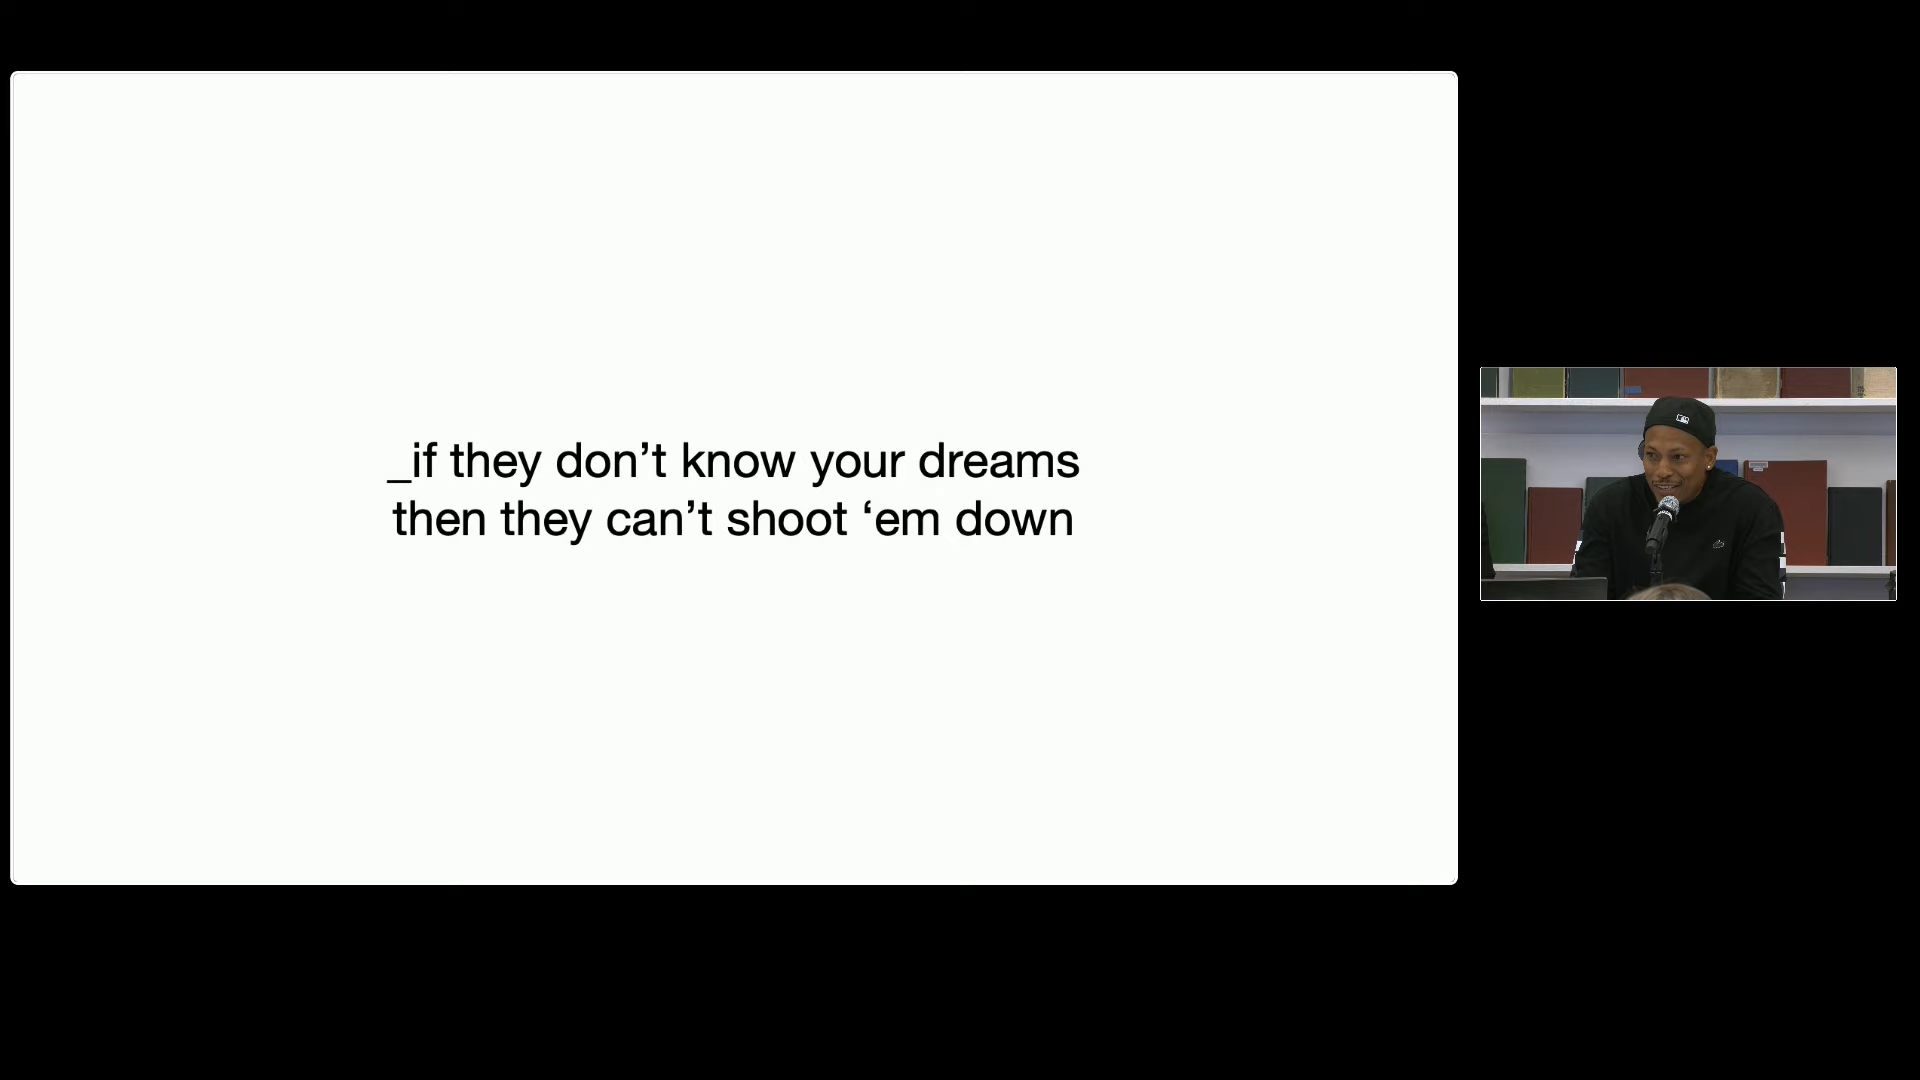 _if they don’t know your dreams
then they can’t shoot ‘em down